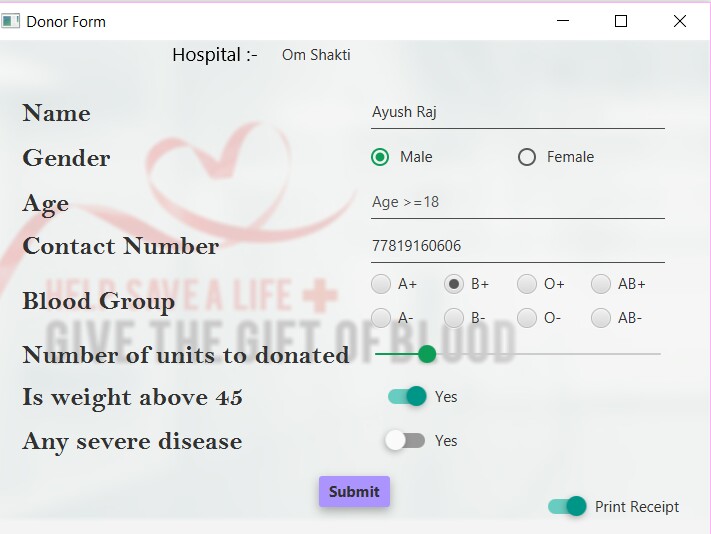 Donor Form
Hospital :- Om Shakti
Name Ayush Raj
Gender Male Female
Age Age >=18
Contact Number 77819160606
A+ B+ O+ AB+
HELP SAVE A LIFE
Blood Group
A- B- O- AB-
GIVE THE GIFT OF BLOOD
Number of units to donated
Is weight above 45 Yes
Any severe disease Yes
Submit
Print Receipt